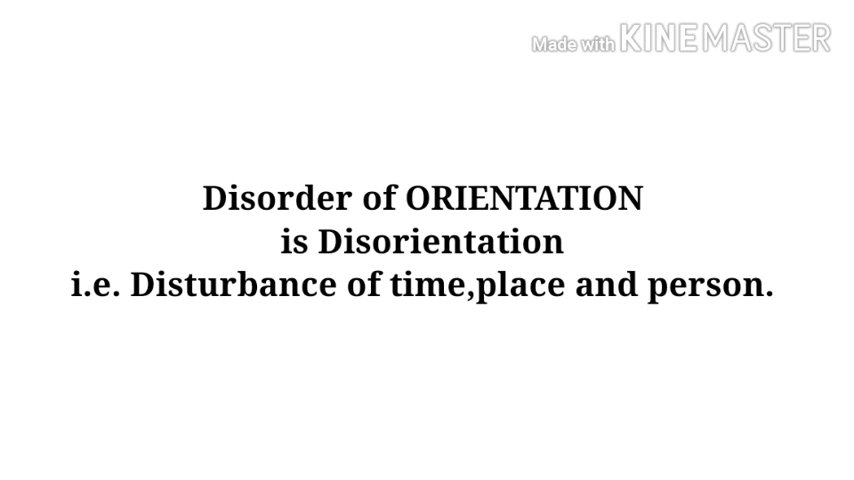 Made with KINEMASTER
Disorder of ORIENTATION
is Disorientation
i.e. Disturbance of time,place and person.